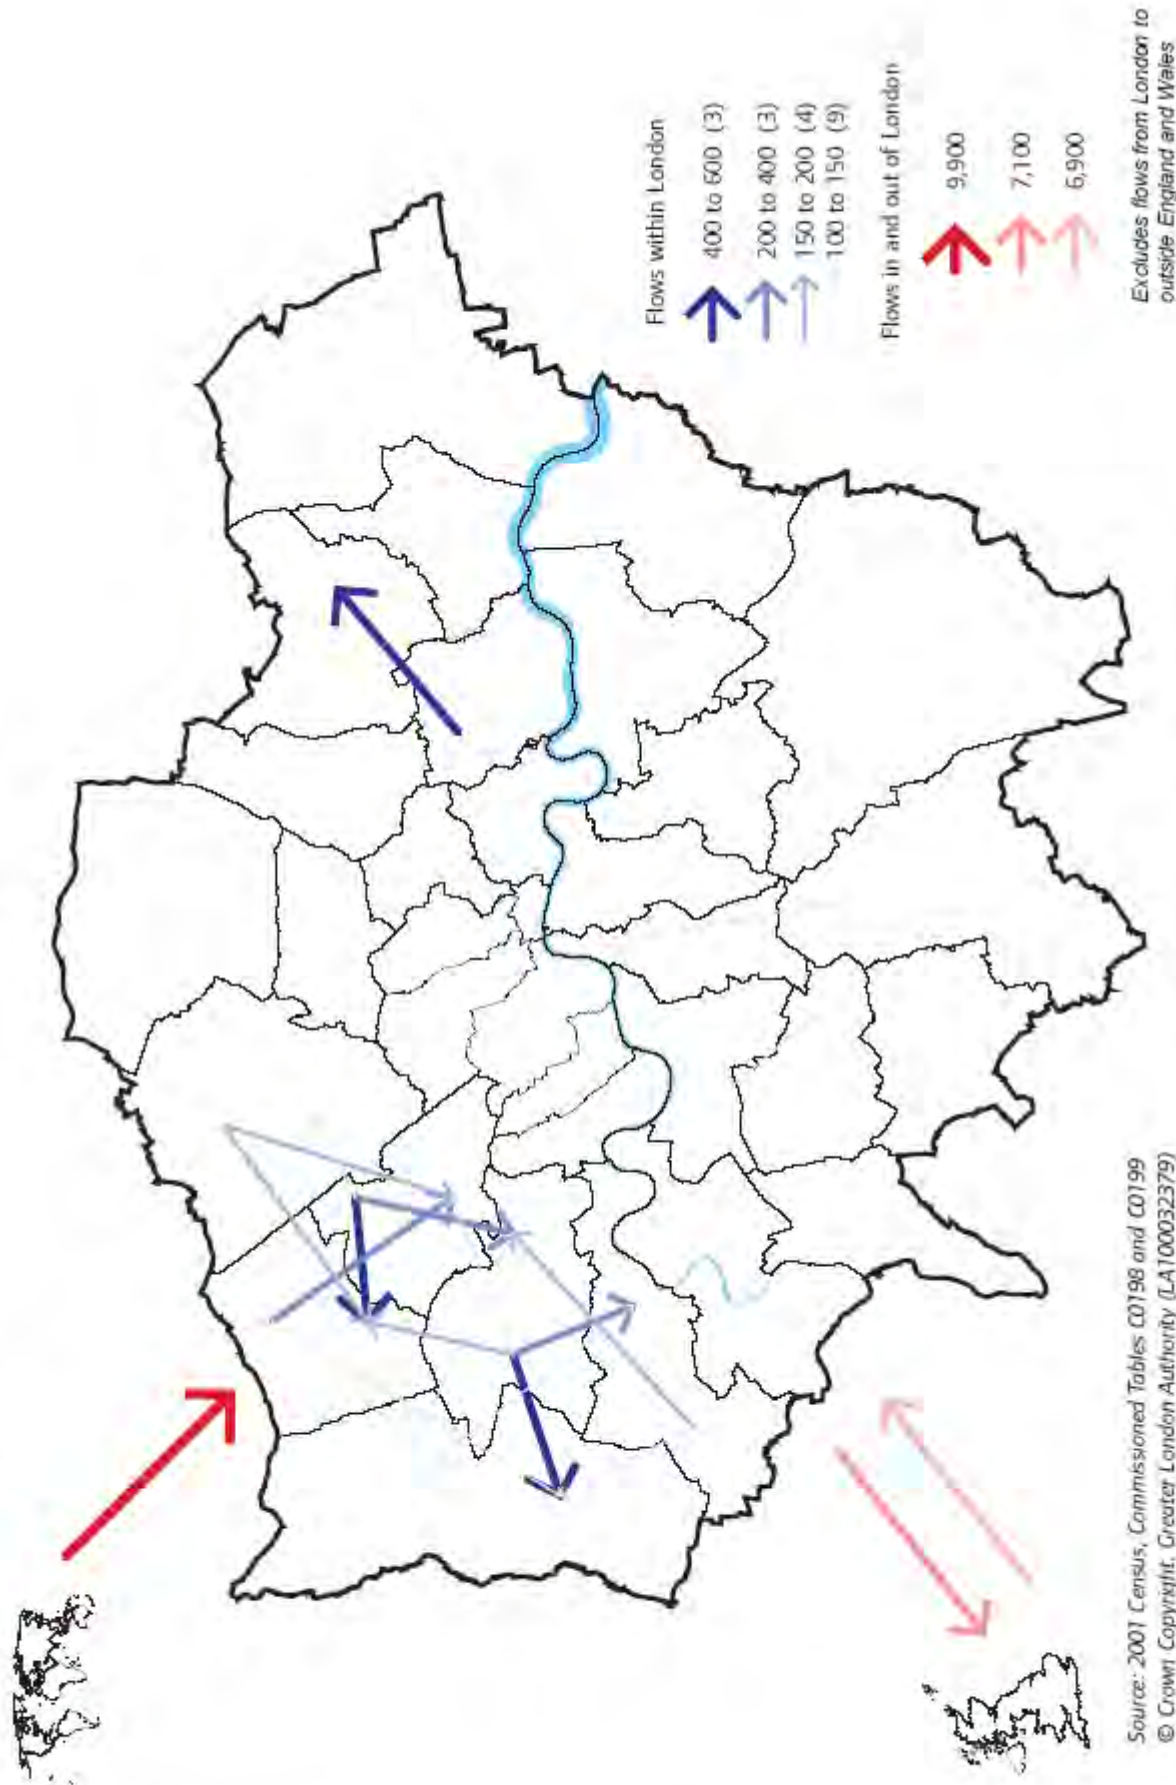 Flows within London
400 to 600 (3)
200 to 400 (3)
150 to 200 (4)
100 to 150 (9)
Flows in and out of London
9,900
7,100
6,900
Excludes flows from London to
outside England and Wales
Source: 2001 Census, Commissioned Tables C0198 and C0199
© Crown Copyright, Greater London Authority (LA100032379)